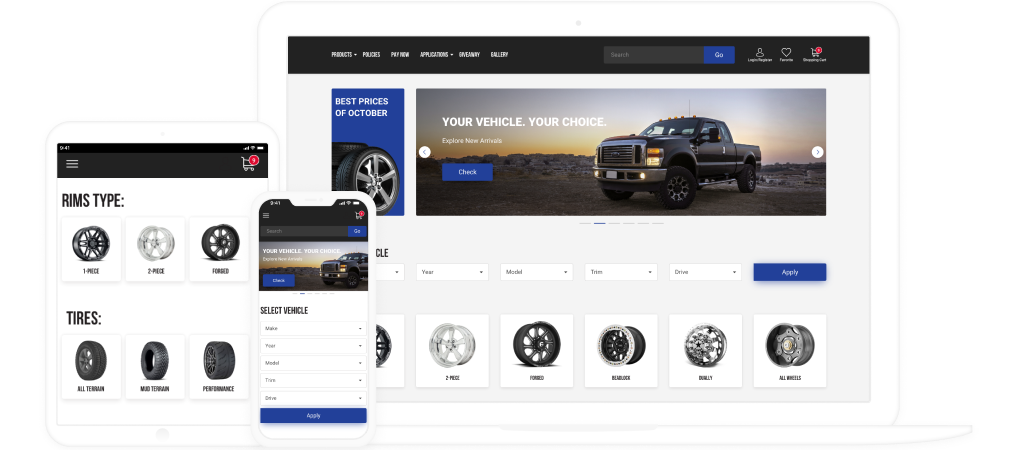 PRODUCTS POLICIES PAY NOW APPLICATIONS GIVEAWAY GALLERY
Search Go
Login/Register Favorite Shopping Cart
BEST PRICES
OF OCTOBER
YOUR VEHICLE. YOUR CHOICE.
Explore New Arrivals
Check
CLE
Year Model Trim Drive Apply
2-PIECE FORGED BEADLOCK DUALLY ALL WHEELS
9:41
9
RIMS TYPE:
1-PIECE 2-PIECE FORGED
TIRES:
ALL TERRAIN MUD TERRAIN PERFORMANCE
9:41
Search Go
YOUR VEHICLE. YOUR CHOICE.
Explore New Arrivals
Check
SELECT VEHICLE
Make
Year
Model
Trim
Drive
Apply